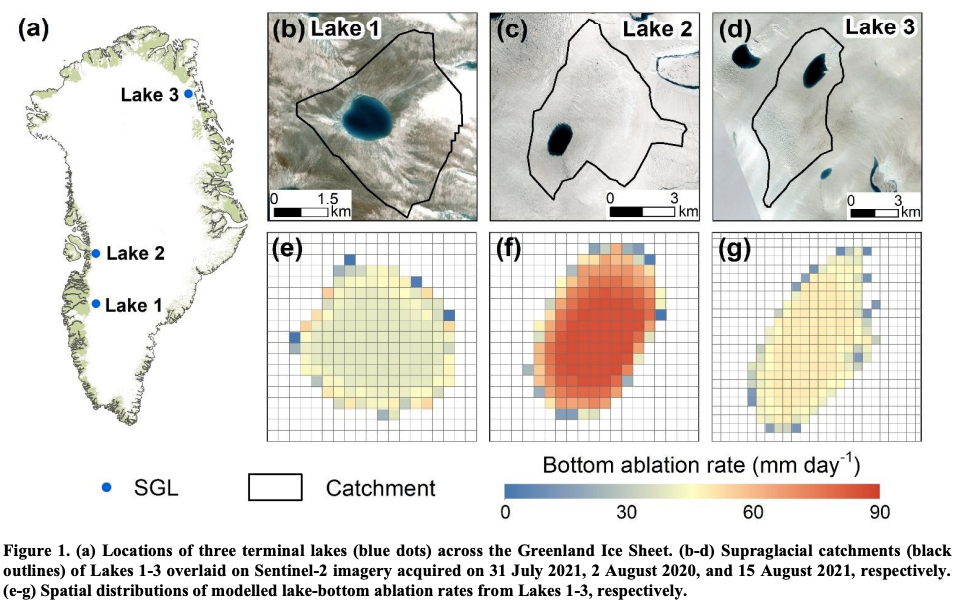 (a)
Lake 3
Lake 2
Lake 1
(b) Lake 1
0 1.5
km
(c) Lake 2
0 3
km
(d) Lake 3
0 3
km
(e)
(f)
(g)
SGL
Catchment
Bottom ablation rate (mm day⁻¹)
0 30 60 90
Figure 1. (a) Locations of three terminal lakes (blue dots) across the Greenland Ice Sheet. (b-d) Supraglacial catchments (black
outlines) of Lakes 1-3 overlaid on Sentinel-2 imagery acquired on 31 July 2021, 2 August 2020, and 15 August 2021, respectively.
(e-g) Spatial distributions of modelled lake-bottom ablation rates from Lakes 1-3, respectively.